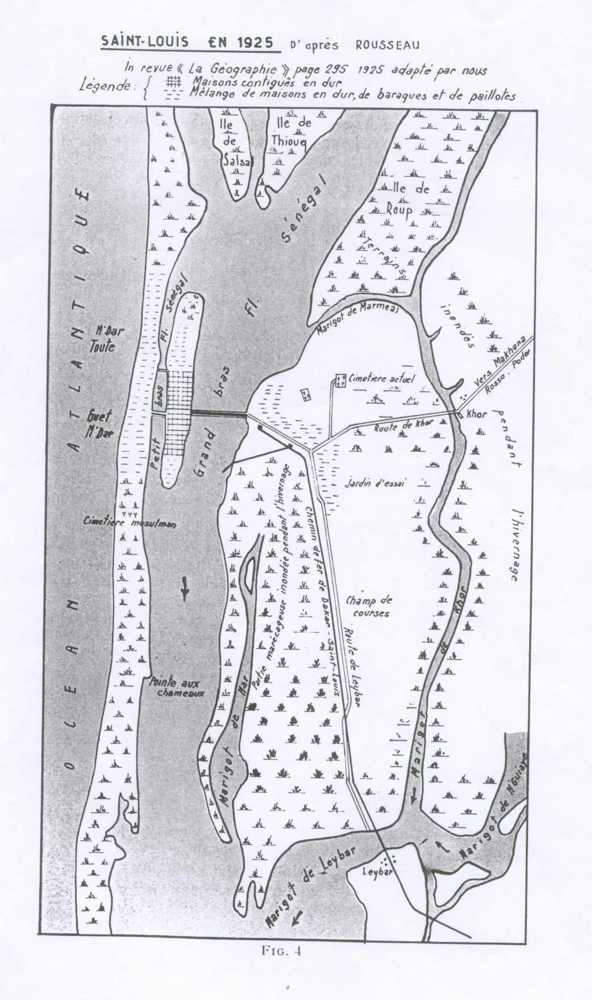 SAINT-LOUIS EN 1925 D'après ROUSSEAU
In revue « La Géographie » page 295 1925 adapté par nous
Légende :
Maisons contiguës en dur
Mélange de maisons en dur, de baraques et de paillotes
Ile de Salsal
Ile de Thiouq
Ile de Roup
OCEAN ATLANTIQUE
Fl. Sénégal
Fl. Sénégal
Terrains inondés pendant l'hivernage
Marigot de Marmeal
M'Dar Toute
Petit bras
Grand bras
Guet N'Dar
Cimetière actuel
Vers Makhana
Rosso - Podor
Khor
Route de Khor
Jardin d'essai
Cimetière musulman
Partie marécageuse inondée pendant l'hivernage
Chemin de fer de Dakar - Saint-Louis
Route de Leybar
Champ de courses
Marigot de Khor
Pointe aux chameaux
Marigot de Nar
Marigot de N'Guiaye
Marigot de Leybar
Leybar
FIG. 4